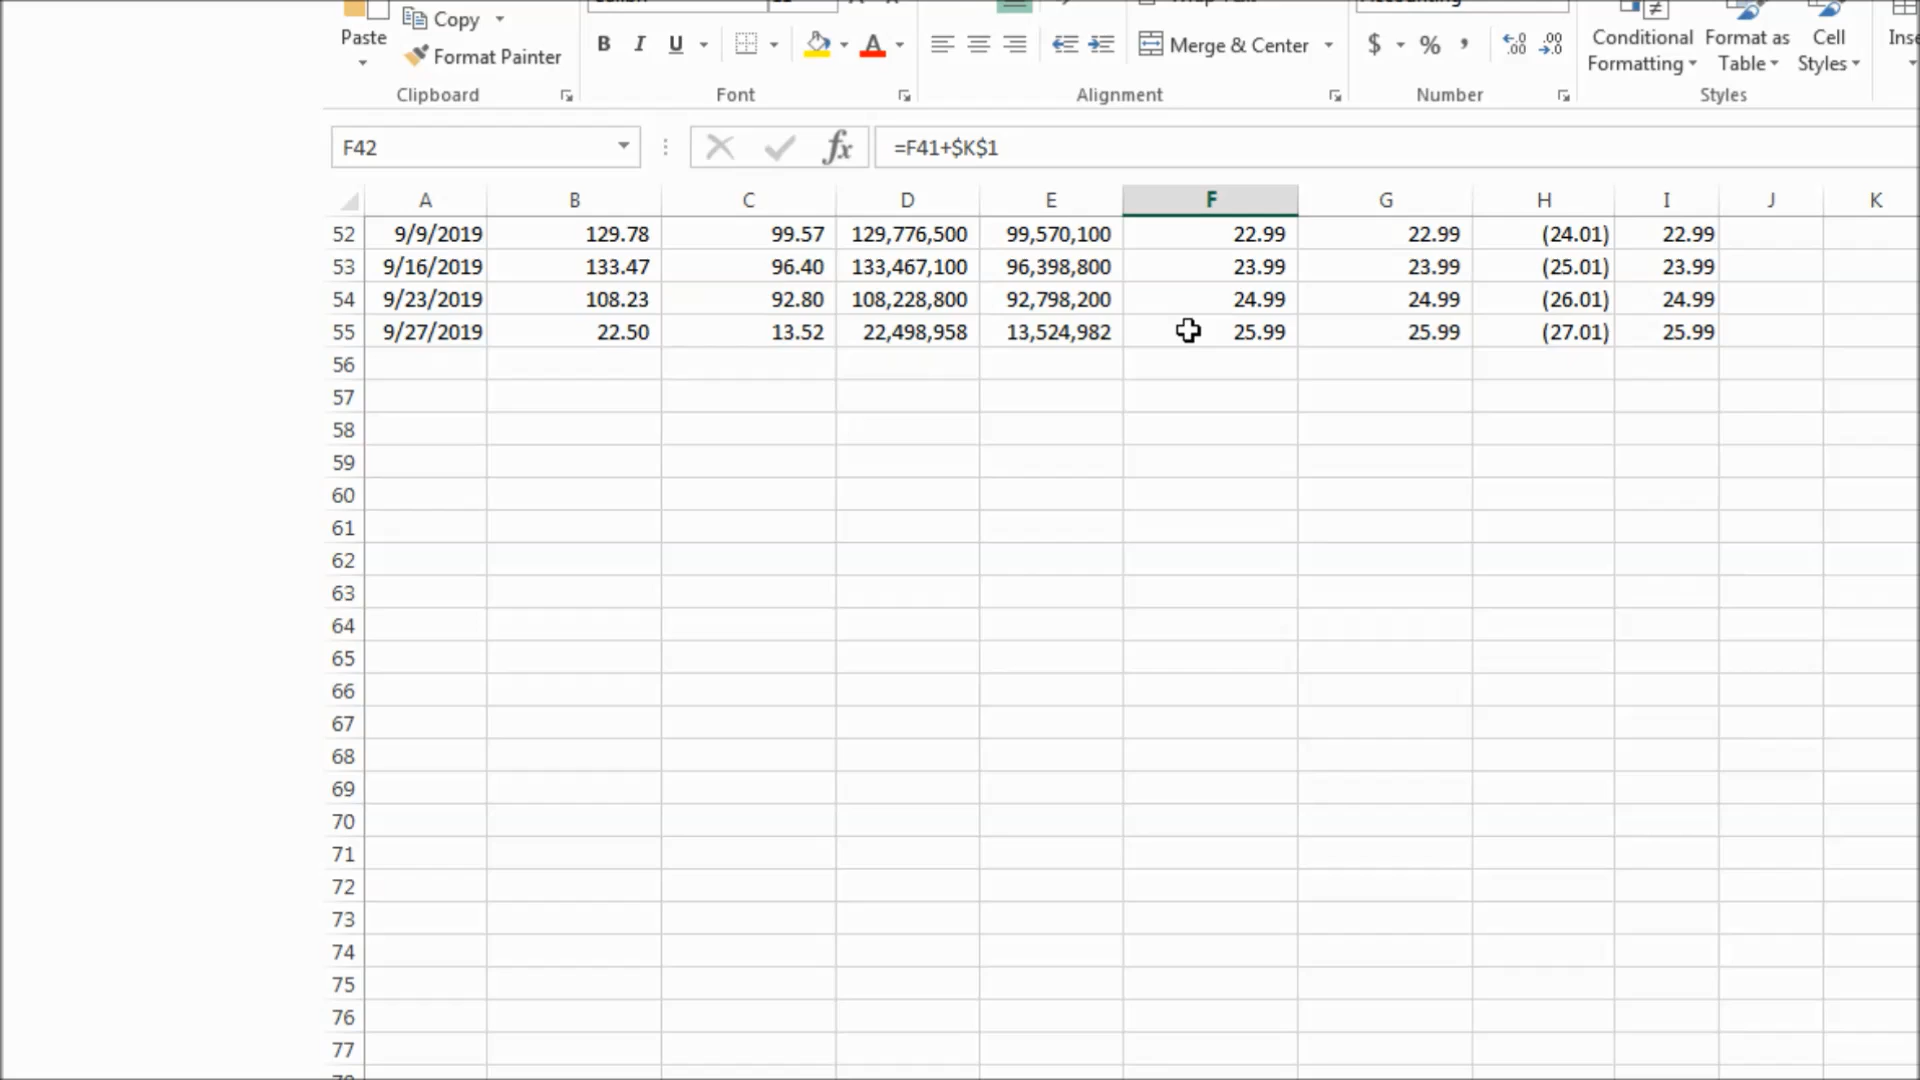 Paste
Copy
Format Painter
B I U
A
Merge & Center
$ % ,
.00 .00
Conditional Formatting
Format as Table
Cell Styles
Clipboard
Font
Alignment
Number
Styles
F42 fx =F41+$K$1
A B C D E F G H I J K
52 9/9/2019 129.78 99.57 129,776,500 99,570,100 22.99 22.99 (24.01) 22.99
53 9/16/2019 133.47 96.40 133,467,100 96,398,800 23.99 23.99 (25.01) 23.99
54 9/23/2019 108.23 92.80 108,228,800 92,798,200 24.99 24.99 (26.01) 24.99
55 9/27/2019 22.50 13.52 22,498,958 13,524,982 25.99 25.99 (27.01) 25.99
56
57
58
59
60
61
62
63
64
65
66
67
68
69
70
71
72
73
74
75
76
77